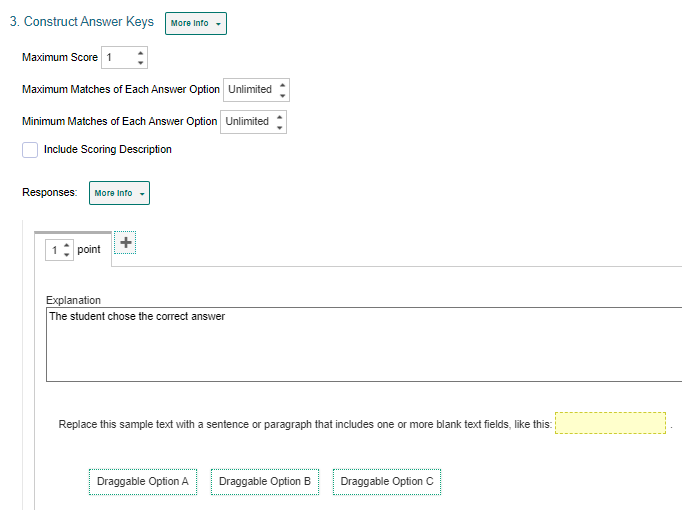 3. Construct Answer Keys More Info
Maximum Score 1
Maximum Matches of Each Answer Option Unlimited
Minimum Matches of Each Answer Option Unlimited
Include Scoring Description
Responses: More Info
1 point +
Explanation
The student chose the correct answer
Replace this sample text with a sentence or paragraph that includes one or more blank text fields, like this: .
Draggable Option A Draggable Option B Draggable Option C